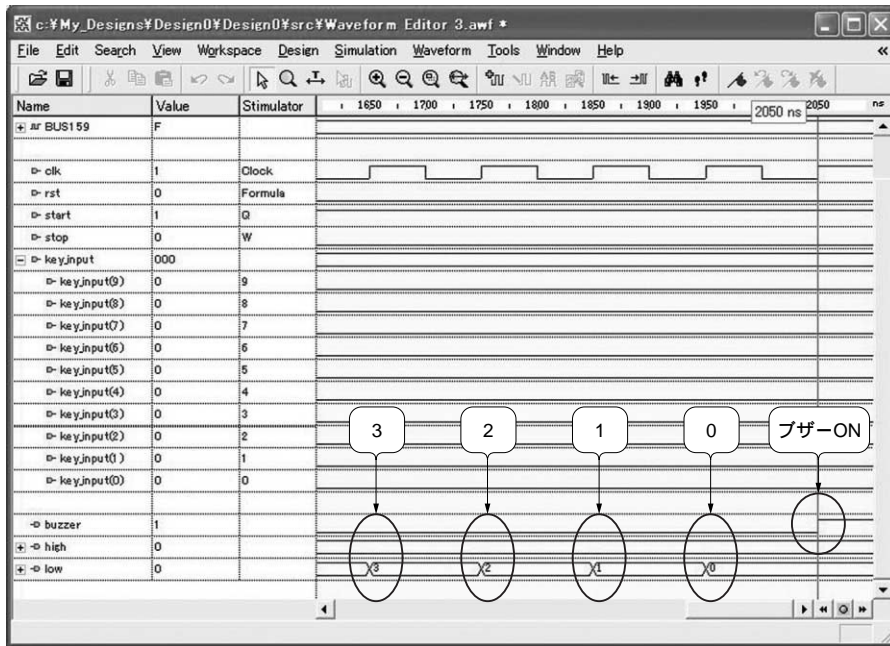 c:¥My_Designs¥Design0¥Design0¥src¥Waveform Editor 3.awf *
File Edit Search View Workspace Design Simulation Waveform Tools Window Help
Name Value Stimulator 1650 1700 1750 1800 1850 1900 1950 2050 ns 2050 ns
BUS159 F
clk 1 Clock
rst 0 Formula
start 1 Q
stop 0 W
key_input 000
key_input(9) 0 9
key_input(8) 0 8
key_input(7) 0 7
key_input(6) 0 6
key_input(5) 0 5
key_input(4) 0 4
key_input(3) 0 3
key_input(2) 0 2
key_input(1) 0 1
key_input(0) 0 0
3 2 1 0 ブザーON
buzzer 1
high 0
low 0 3 2 1 0